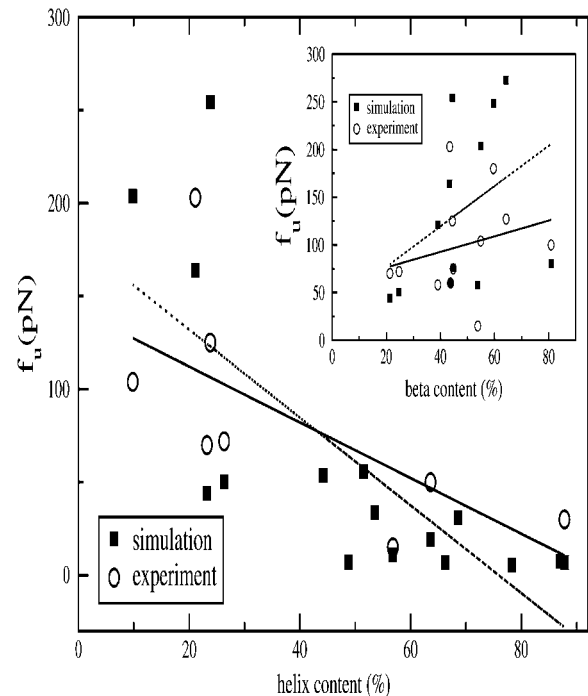 300
200
100
0
f_u(pN)
0 20 40 60 80
helix content (%)
simulation
experiment
300
250
200
150
100
50
0
f_u(pN)
0 20 40 60 80
beta content (%)
simulation
experiment